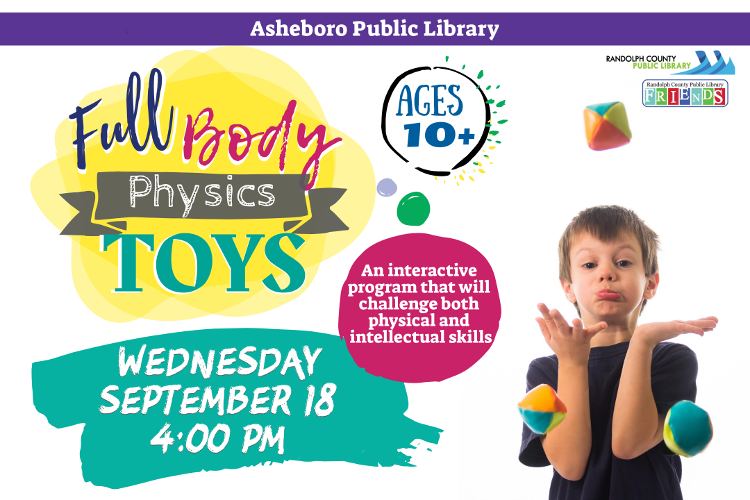 Asheboro Public Library
RANDOLPH COUNTY
PUBLIC LIBRARY
Randolph County Public Library
FRIENDS
Full Body
Physics
TOYS
AGES
10+
An interactive
program that will
challenge both
physical and
intellectual skills
WEDNESDAY
SEPTEMBER 18
4:00 PM